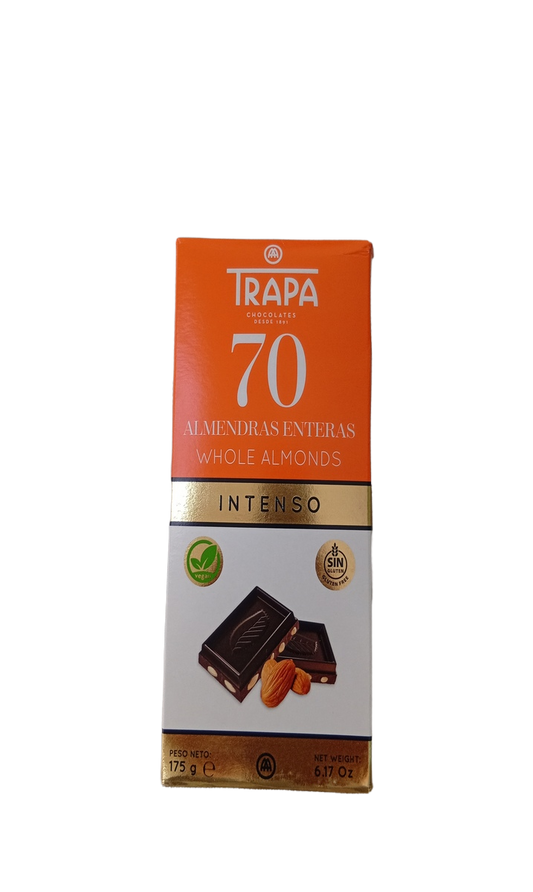 TRAPA
CHOCOLATES
DESDE 1891
70
ALMENDRAS ENTERAS
WHOLE ALMONDS
INTENSO
vegan
SIN
GLUTEN
GLUTEN FREE
PESO NETO:
175 g ℮
NET WEIGHT:
6.17 Oz